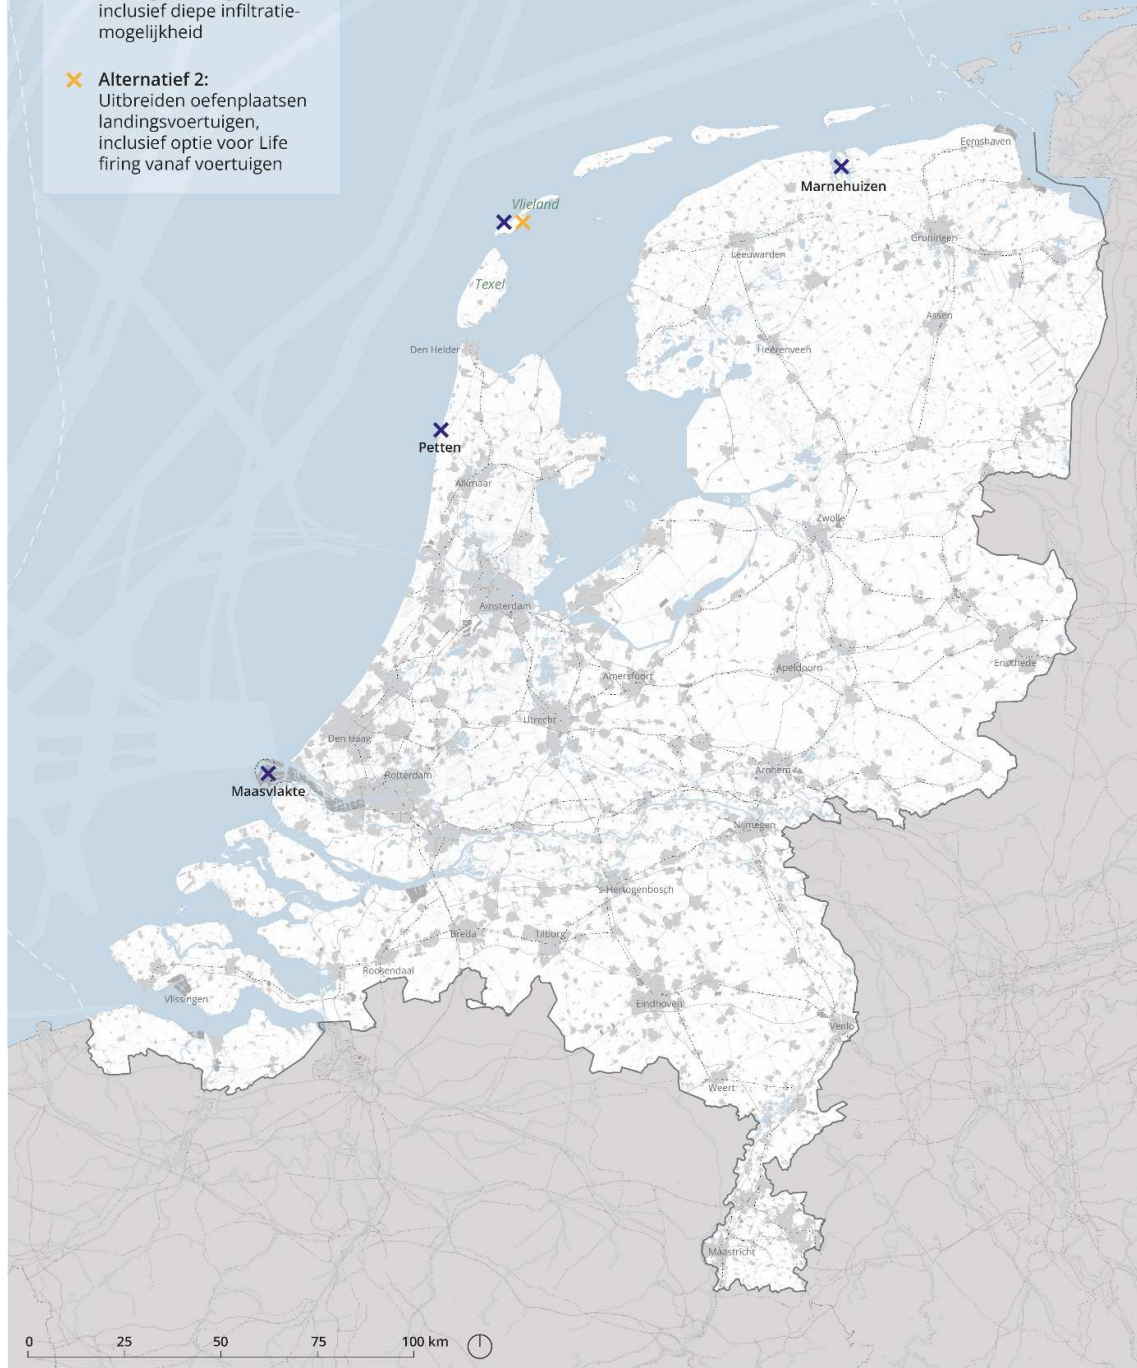 inclusief diepe infiltratie-
mogelijkheid
Alternatief 2:
Uitbreiden oefenplaatsen
landingsvoertuigen,
inclusief optie voor Life
firing vanaf voertuigen
Eemshaven
Marnehuizen
Vlieland
Groningen
Leeuwarden
Texel
Assen
Den Helder
Heerenveen
Petten
Alkmaar
Zwolle
Amsterdam
Enschede
Apeldoorn
Amersfoort
Utrecht
Den Haag
Arnhem
Rotterdam
Maasvlakte
Nijmegen
's-Hertogenbosch
Breda
Tilburg
Roosendaal
Vlissingen
Eindhoven
Venlo
Weert
Maastricht
0 25 50 75 100 km